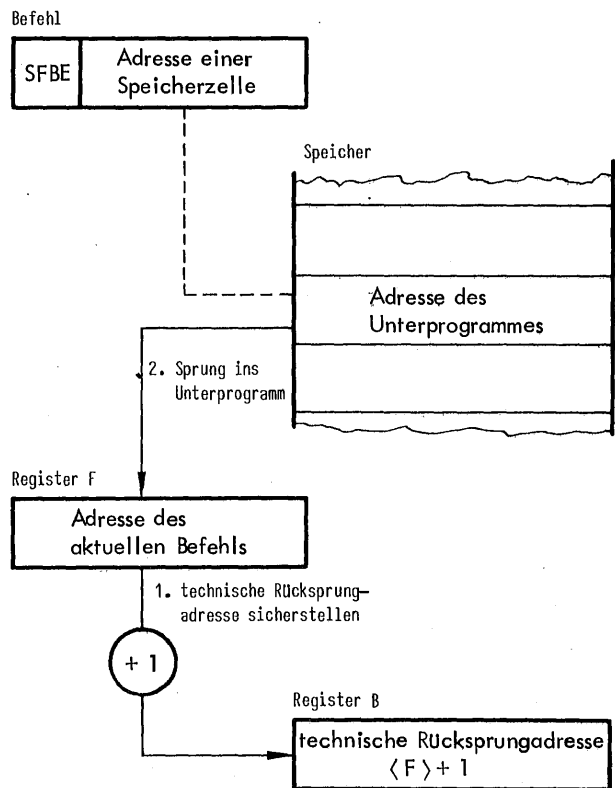 Befehl
SFBE
Adresse einer
Speicherzelle
Speicher
Adresse des
Unterprogrammes
2. Sprung ins
Unterprogramm
Register F
Adresse des
aktuellen Befehls
1. technische Rücksprung-
adresse sicherstellen
+ 1
Register B
technische Rücksprungadresse
⟨F⟩+ 1